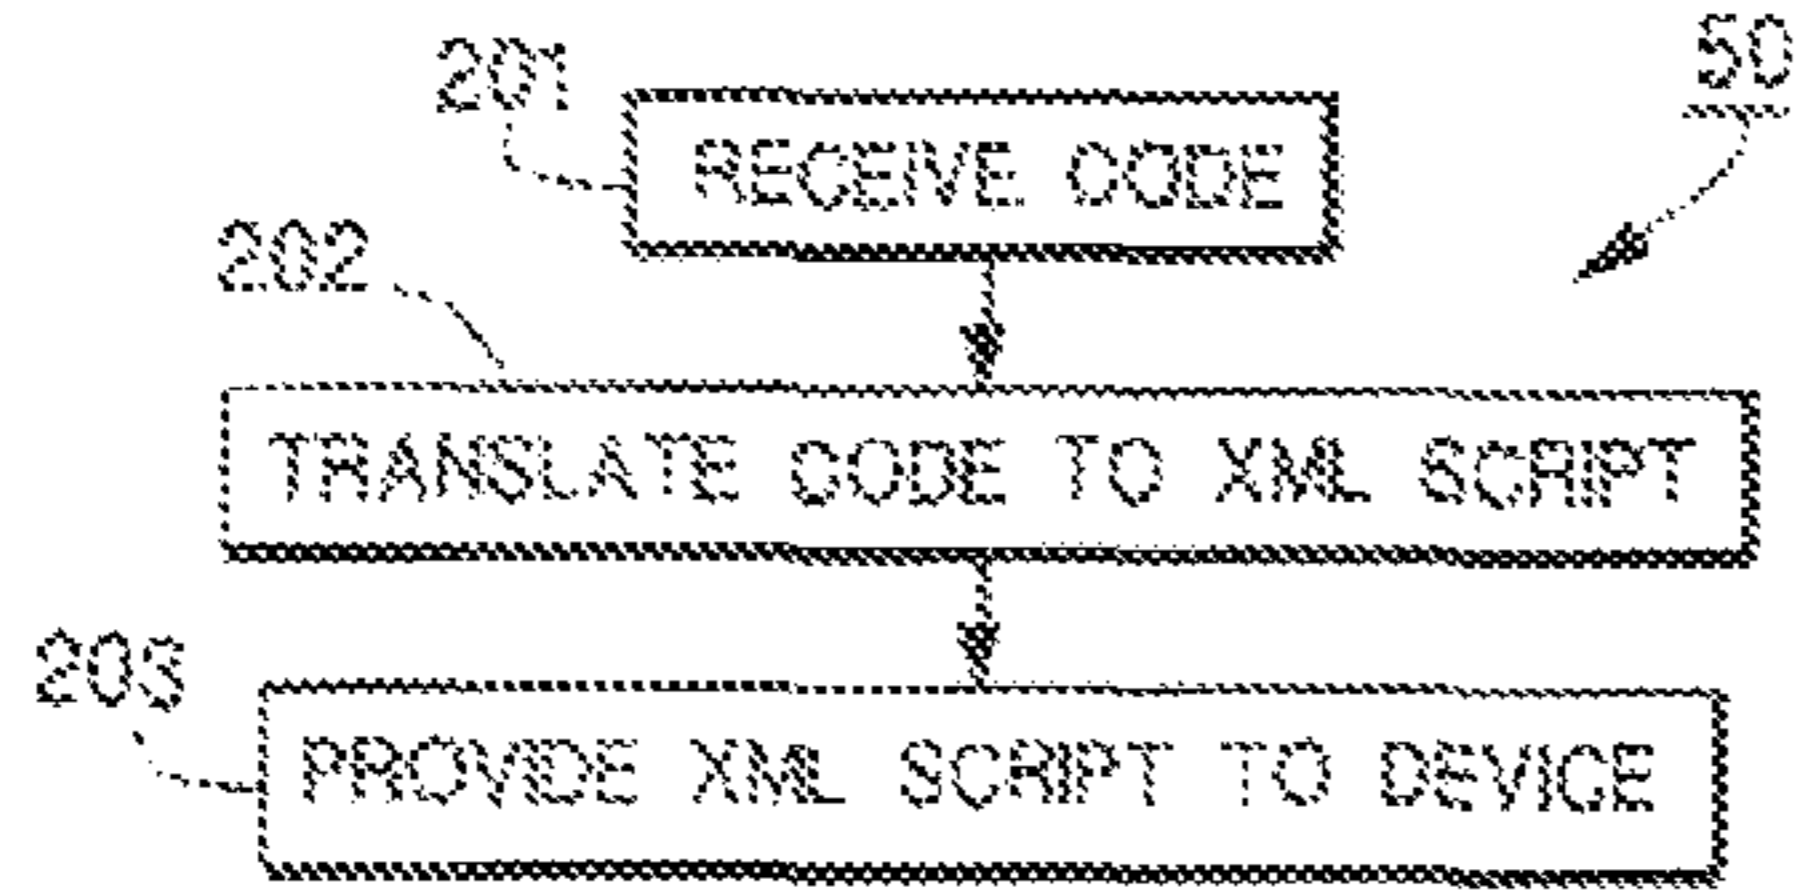 201
50
RECEIVE CODE
202
TRANSLATE CODE TO XML SCRIPT
203
PROVIDE XML SCRIPT TO DEVICE